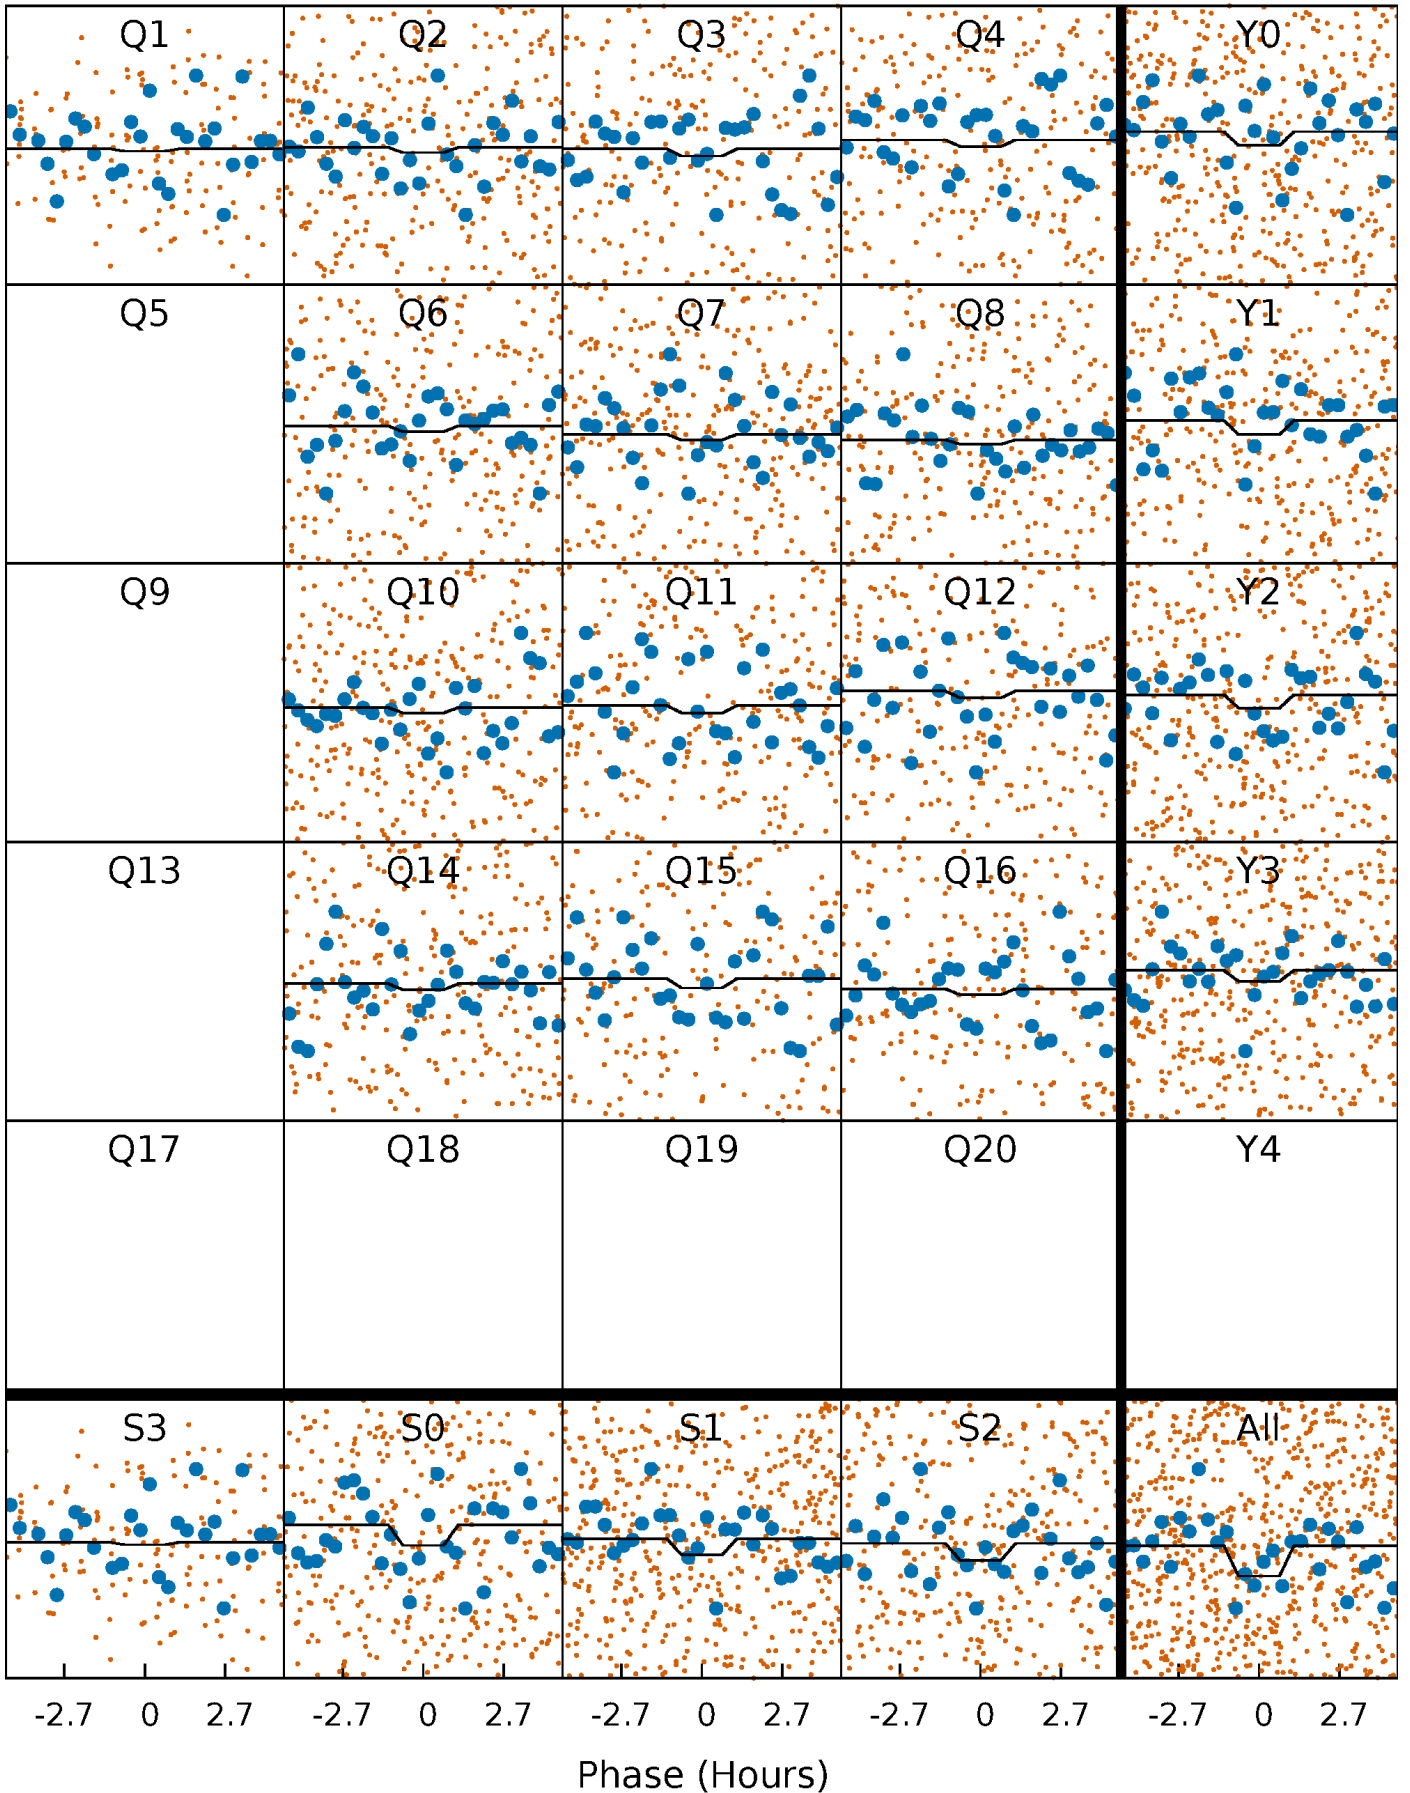 Q1 Q2 Q3 Q4 Y0
Q5 Q6 Q7 Q8 Y1
Q9 Q10 Q11 Q12 Y2
Q13 Q14 Q15 Q16 Y3
Q17 Q18 Q19 Q20 Y4
S3 S0 S1 S2 All
-2.7 0 2.7 -2.7 0 2.7 -2.7 0 2.7 -2.7 0 2.7 -2.7 0 2.7
Phase (Hours)